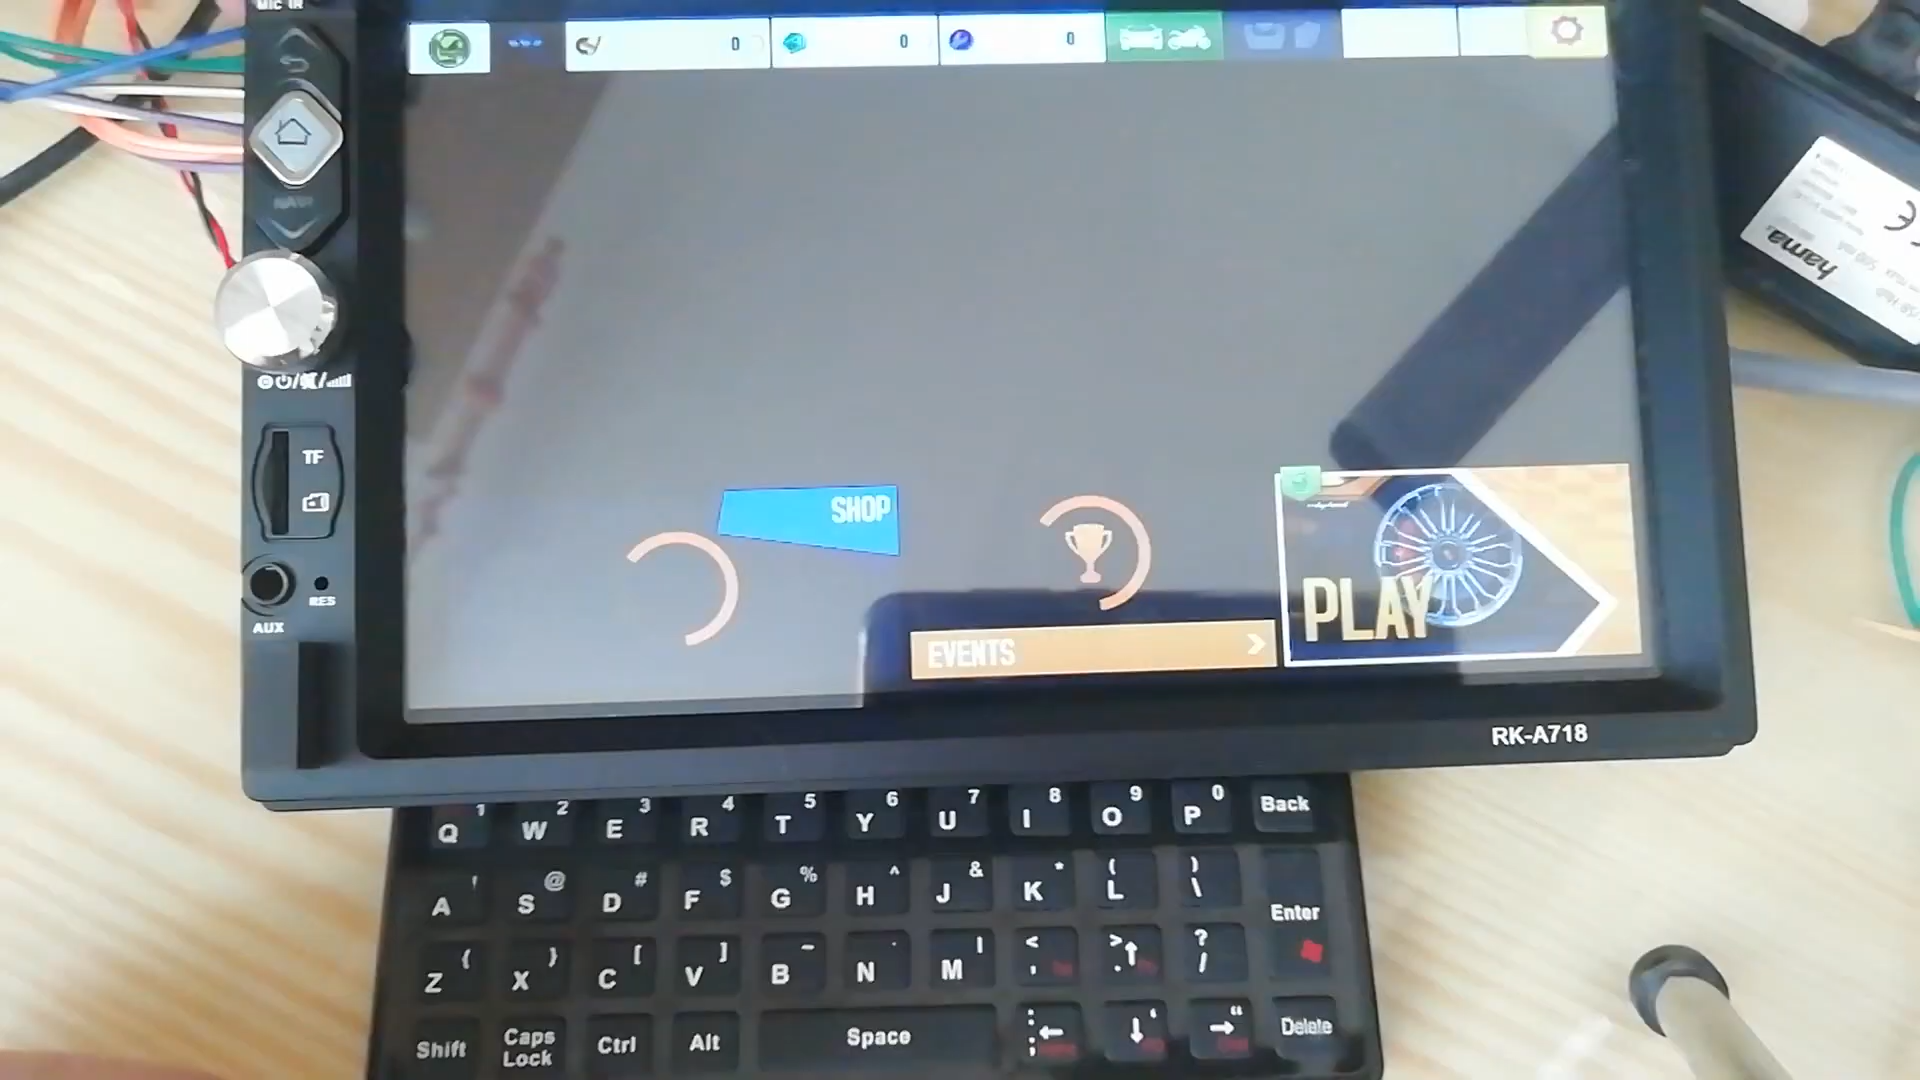 MIC IR
0
0
0
NAVI
TF
RES
AUX
SHOP
EVENTS
PLAY
RK-A718
hama
1 2 3 4 5 6 7 8 9 0
Q W E R T Y U I O P Back
' @ # $ % ^ & * ( )
A S D F G H J K L \ Enter
{ } [ ] ~ | < > ?
Z X C V B N M , . /
Shift Caps Lock Ctrl Alt Space Delete